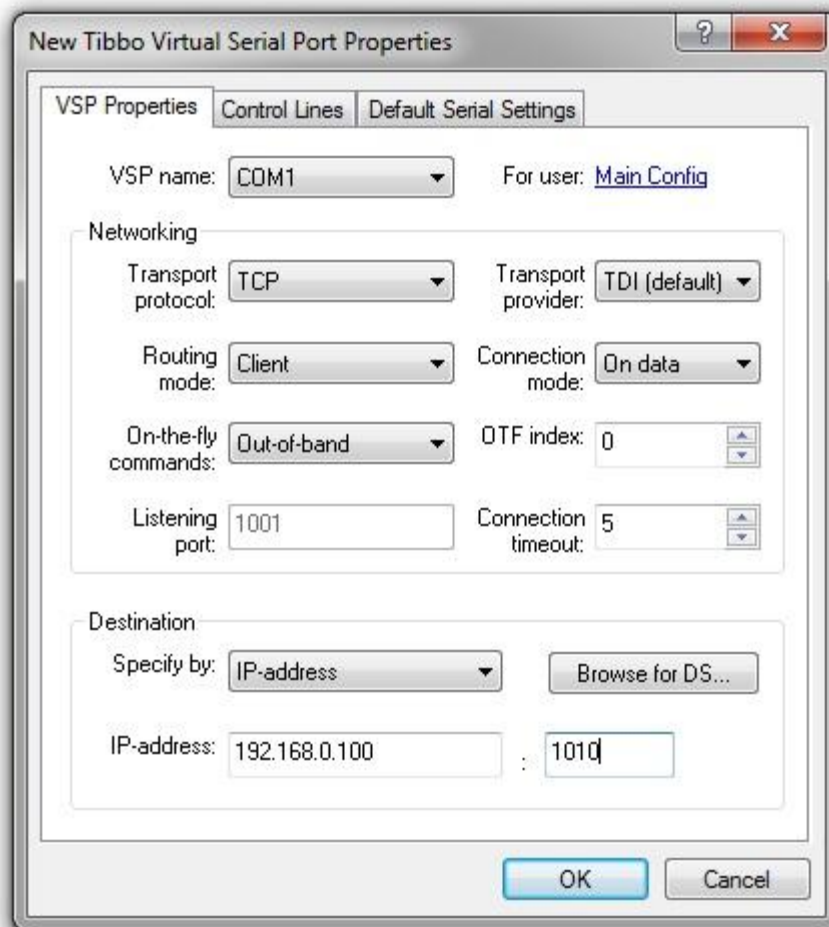 New Tibbo Virtual Serial Port Properties
?
VSP Properties Control Lines Default Serial Settings
VSP name: COM1 For user: Main Config
Networking
Transport protocol: TCP Transport provider: TDI (default)
Routing mode: Client Connection mode: On data
On-the-fly commands: Out-of-band OTF index: 0
Listening port: 1001 Connection timeout: 5
Destination
Specify by: IP-address Browse for DS...
IP-address: 192.168.0.100 : 1010
OK Cancel